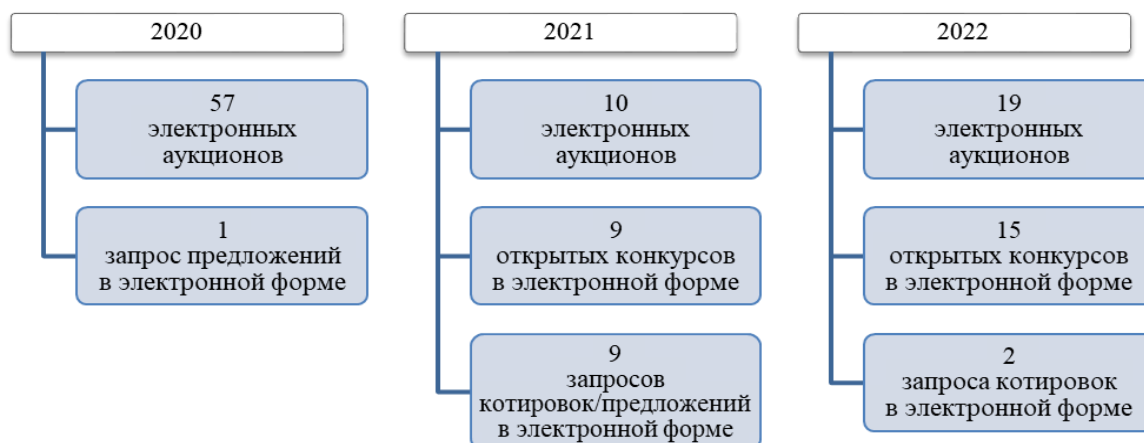 2020
57
электронных
аукционов
1
запрос предложений
в электронной форме
2021
10
электронных
аукционов
9
открытых конкурсов
в электронной форме
9
запросов
котировок/предложений
в электронной форме
2022
19
электронных
аукционов
15
открытых конкурсов
в электронной форме
2
запроса котировок
в электронной форме